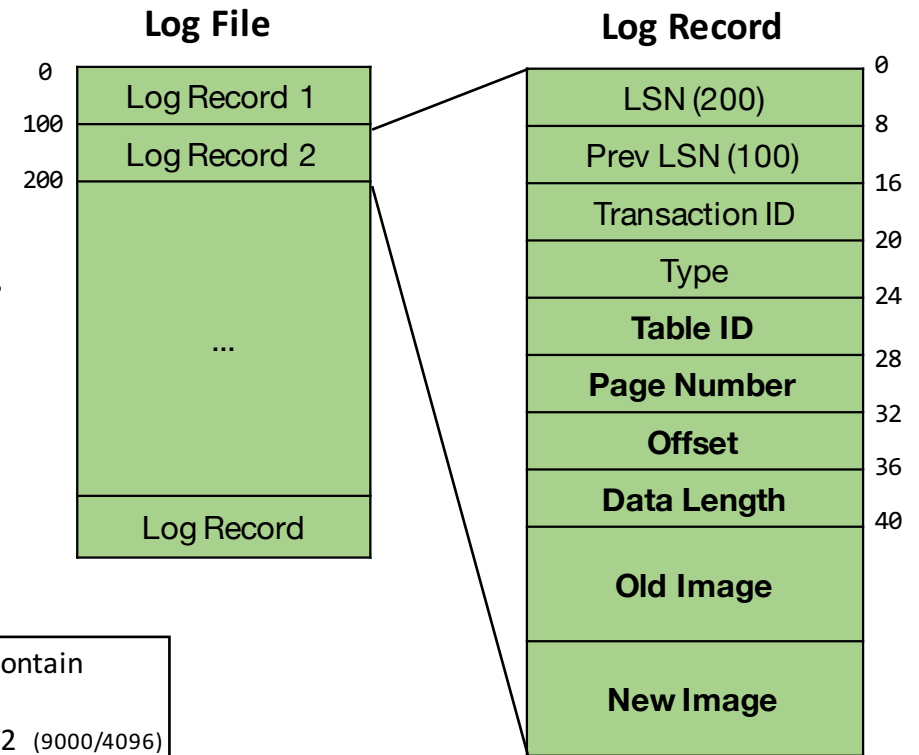 Log File
0
Log Record 1
100
Log Record 2
200
...
Log Record
Log Record
0
LSN (200)
8
Prev LSN (100)
16
Transaction ID
20
Type
24
Table ID
28
Page Number
32
Offset
36
Data Length
40
Old Image
New Image
2 (9000/4096)